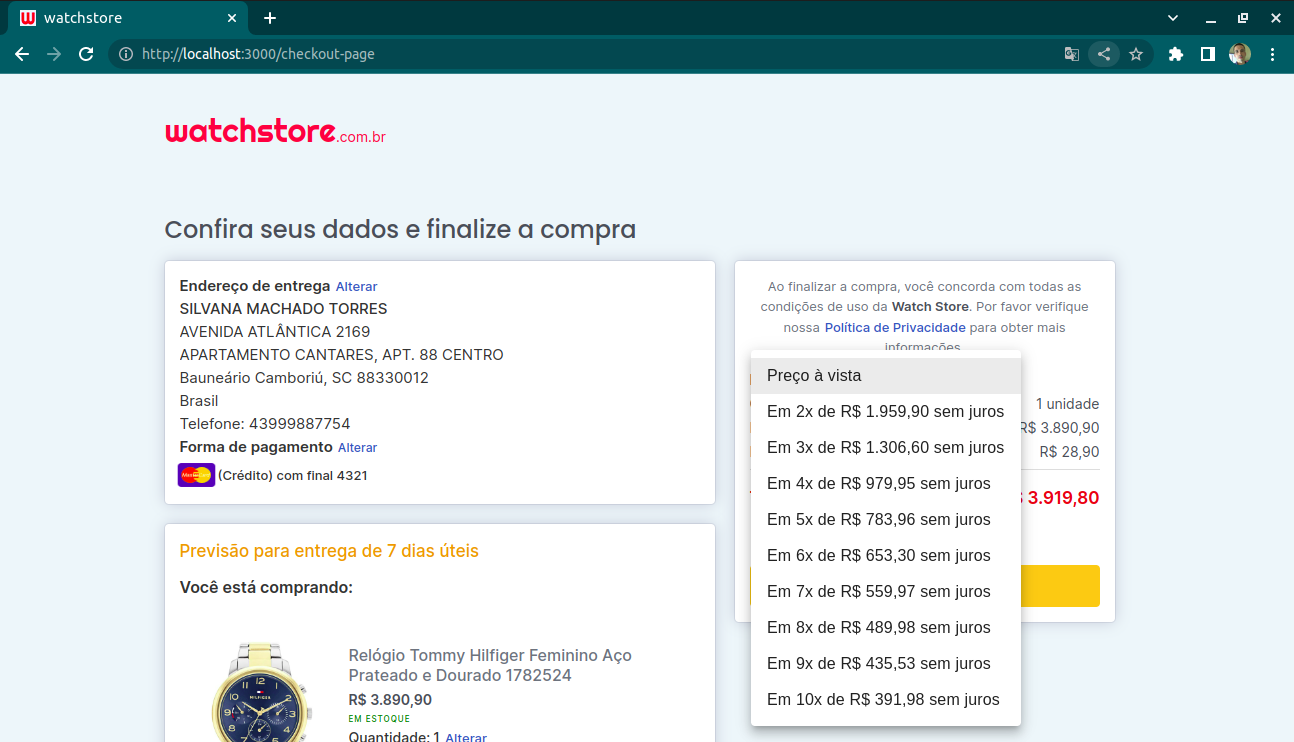 watchstore
http://localhost:3000/checkout-page
watchstore.com.br
Confira seus dados e finalize a compra
Endereço de entrega Alterar
SILVANA MACHADO TORRES
AVENIDA ATLÂNTICA 2169
APARTAMENTO CANTARES, APT. 88 CENTRO
Bauneário Camboriú, SC 88330012
Brasil
Telefone: 43999887754
Forma de pagamento Alterar
(Crédito) com final 4321
Previsão para entrega de 7 dias úteis
Você está comprando:
HILFIGER
Relógio Tommy Hilfiger Feminino Aço
Prateado e Dourado 1782524
R$ 3.890,90
EM ESTOQUE
Quantidade: 1 Alterar
Ao finalizar a compra, você concorda com todas as
condições de uso da Watch Store. Por favor verifique
nossa Política de Privacidade para obter mais
informações
1 unidade
R$ 3.890,90
R$ 28,90
3.919,80
Preço à vista
Em 2x de R$ 1.959,90 sem juros
Em 3x de R$ 1.306,60 sem juros
Em 4x de R$ 979,95 sem juros
Em 5x de R$ 783,96 sem juros
Em 6x de R$ 653,30 sem juros
Em 7x de R$ 559,97 sem juros
Em 8x de R$ 489,98 sem juros
Em 9x de R$ 435,53 sem juros
Em 10x de R$ 391,98 sem juros